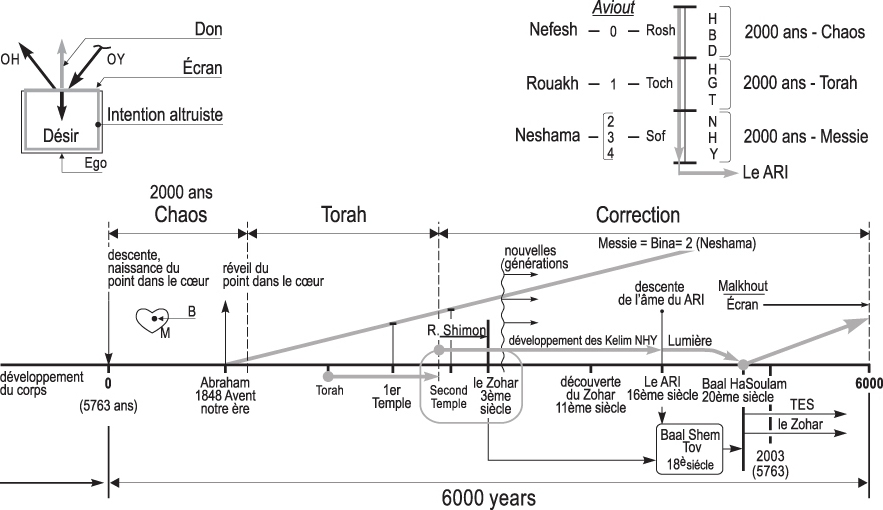 Don
OH
OY
Écran
Intention altruiste
Désir
Ego
Aviout
Nefesh – 0 – Rosh
H
B
D
2000 ans - Chaos
Rouakh – 1 – Toch
H
G
T
2000 ans - Torah
Neshama –
2
3
4
– Sof
N
H
Y
2000 ans - Messie
Le ARI
2000 ans
Chaos
Torah
Correction
descente,
naissance du
point dans le cœur
réveil du
point dans le cœur
nouvelles
générations
Messie = Bina= 2 (Neshama)
B
M
descente
de l'âme du ARI
Malkhout
Écran
R. Shimon
développement des Kelim NHY
Lumière
développement
du corps
0
(5763 ans)
Abraham
1848 Avent
notre ère
Torah
1er
Temple
Second
Temple
le Zohar
3ème
siècle
découverte
du Zohar
11ème siècle
Le ARI
16ème siècle
Baal HaSoulam
20ème siècle
6000
TES
le Zohar
Baal Shem
Tov
18è siécle
2003
(5763)
6000 years